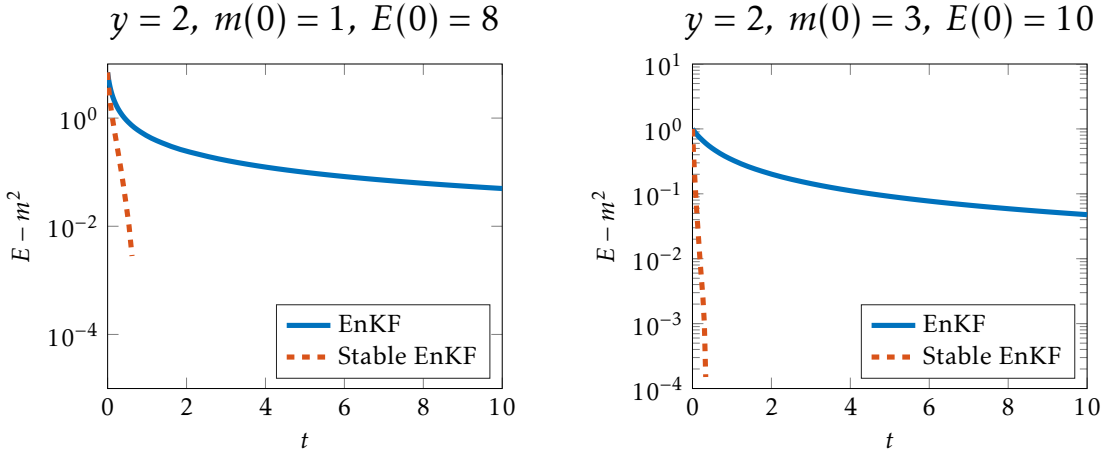 y = 2, m(0) = 1, E(0) = 8
10^0
10^{-2}
10^{-4}
E − m^2
0 2 4 6 8 10
t
EnKF
Stable EnKF
y = 2, m(0) = 3, E(0) = 10
10^1
10^0
10^{-1}
10^{-2}
10^{-3}
10^{-4}
E − m^2
0 2 4 6 8 10
t
EnKF
Stable EnKF